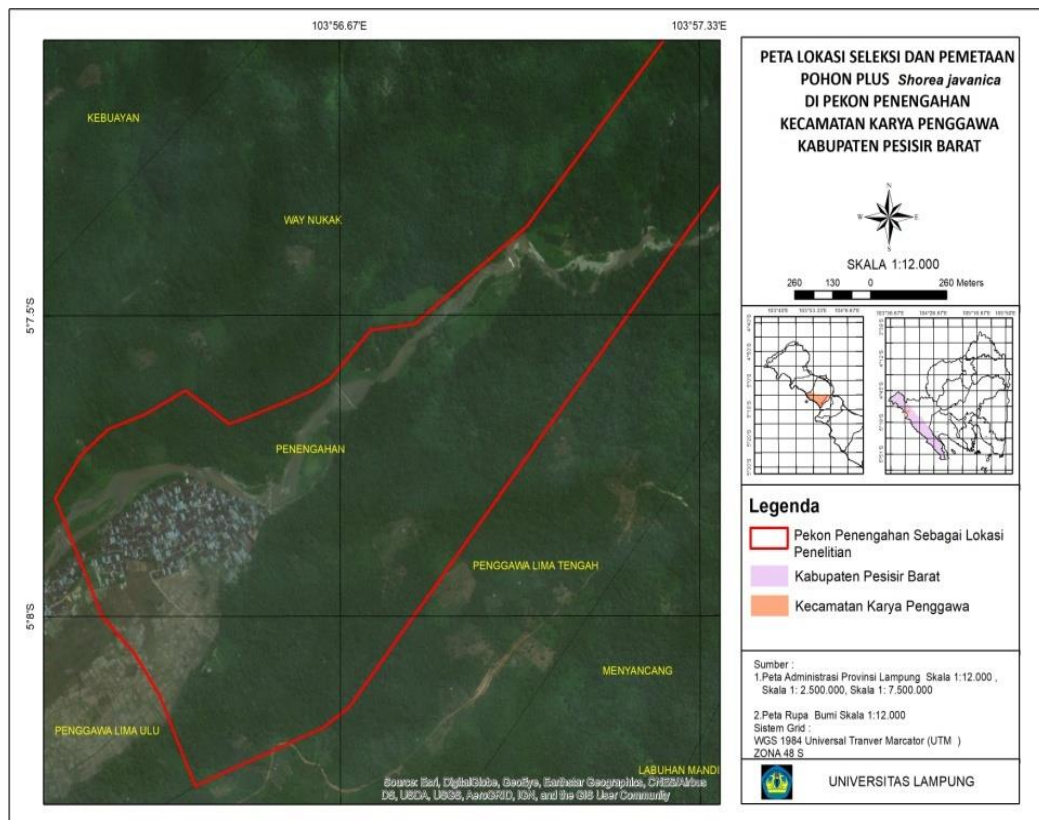 103°56.67'E
103°57.33'E
5°7.5'S
5°8'S
KEBUAYAN
WAY NUKAK
PENENGAHAN
PENGGAWA LIMA TENGAH
MENYANCANG
PENGGAWA LIMA ULU
LABUHAN MANDI
Source: Esri, DigitalGlobe, GeoEye, Earthstar Geographics, CNES/Airbus
DS, USDA, USGS, AeroGRID, IGN, and the GIS User Community
PETA LOKASI SELEKSI DAN PEMETAAN
POHON PLUS Shorea javanica
DI PEKON PENENGAHAN
KECAMATAN KARYA PENGGAWA
KABUPATEN PESISIR BARAT
N
W E
S
SKALA 1:12.000
260 130 0 260 Meters
Legenda
Pekon Penengahan Sebagai Lokasi
Penelitian
Kabupaten Pesisir Barat
Kecamatan Karya Penggawa
Sumber :
1.Peta Administrasi Provinsi Lampung Skala 1:12.000 ,
Skala 1: 2.500.000, Skala 1: 7.500.000
2.Peta Rupa Bumi Skala 1:12.000
Sistem Grid :
WGS 1984 Universal Tranver Marcator (UTM )
ZONA 48 S
UNIVERSITAS LAMPUNG